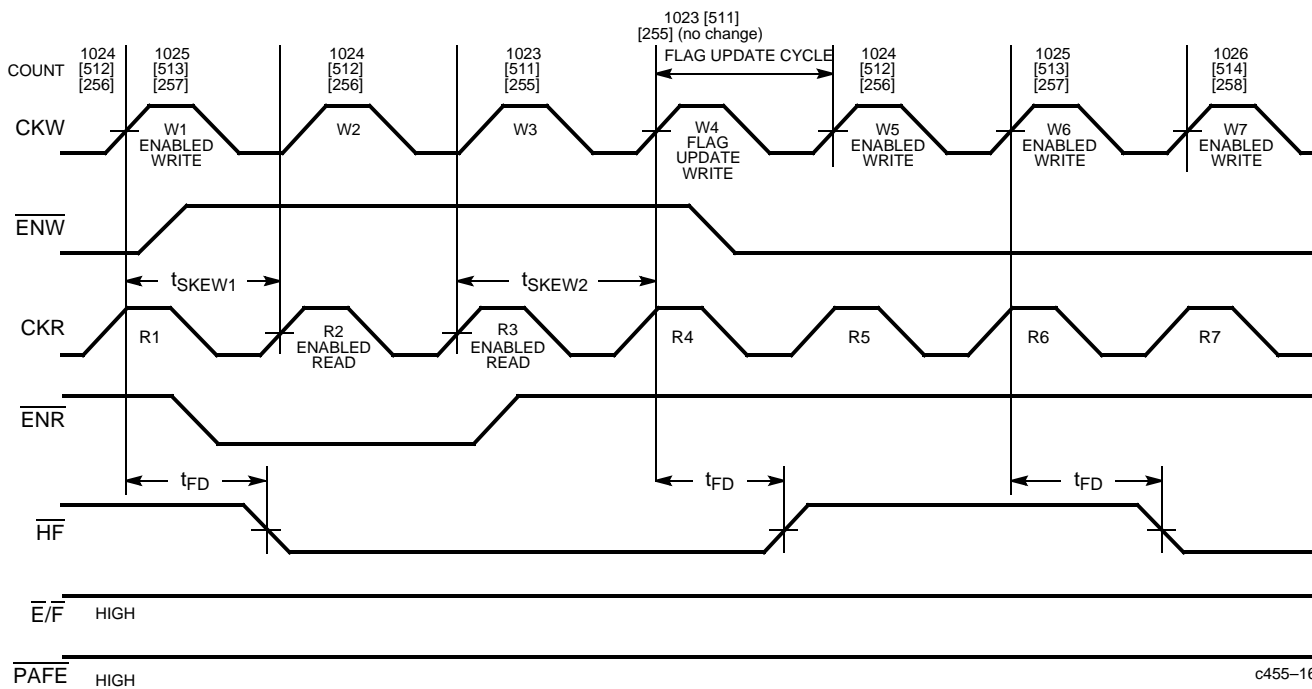 1023 [511]
[255] (no change)
COUNT
1024
[512]
[256]
1025
[513]
[257]
1024
[512]
[256]
1023
[511]
[255]
FLAG UPDATE CYCLE
1024
[512]
[256]
1025
[513]
[257]
1026
[514]
[258]
CKW
W1
ENABLED
WRITE
W2
W3
W4
FLAG
UPDATE
WRITE
W5
ENABLED
WRITE
W6
ENABLED
WRITE
W7
ENABLED
WRITE
ENW
tSKEW1
tSKEW2
CKR
R1
R2
ENABLED
READ
R3
ENABLED
READ
R4
R5
R6
R7
ENR
tFD
tFD
tFD
HF
E/F HIGH
PAFE HIGH
c455–16